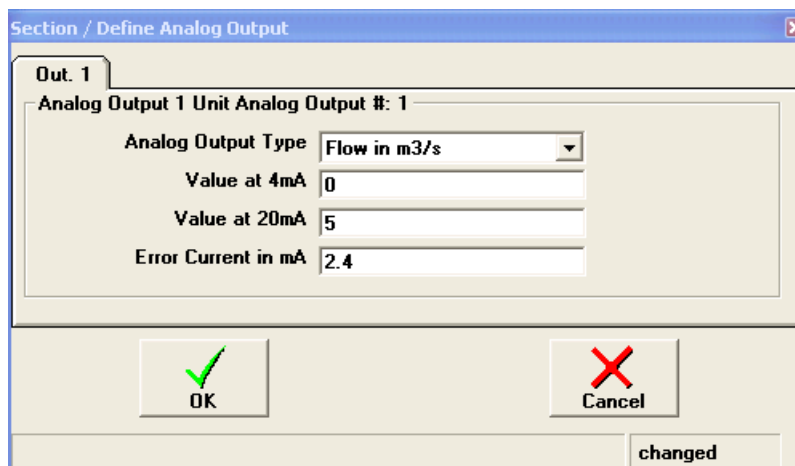 Section / Define Analog Output
Out. 1
Analog Output 1 Unit Analog Output #: 1
Analog Output Type Flow in m3/s
Value at 4mA 0
Value at 20mA 5
Error Current in mA 2.4
OK Cancel
changed